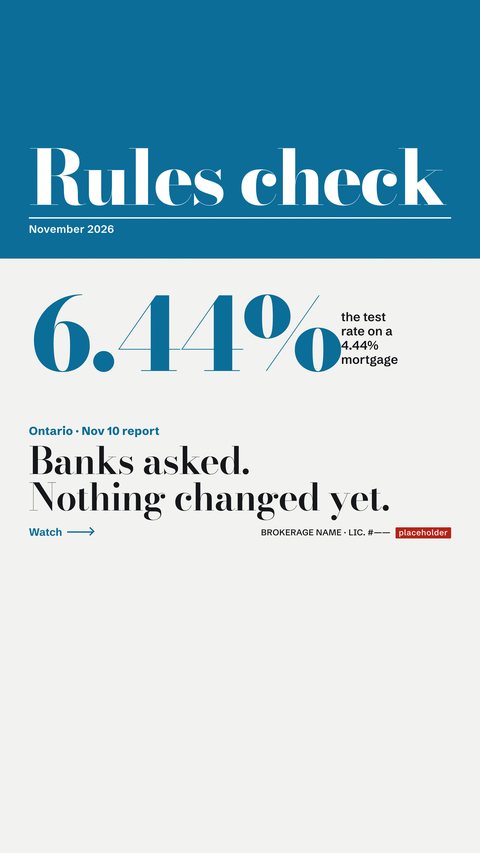 Rules check
November 2026
6.44%
the test
rate on a
4.44%
mortgage
Ontario · Nov 10 report
Banks asked.
Nothing changed yet.
Watch
BROKERAGE NAME · LIC. #—— placeholder